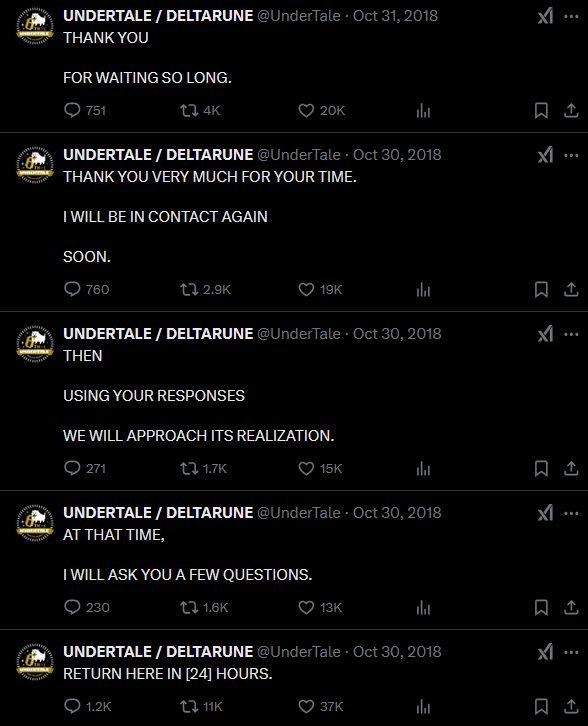 UNDERTALE / DELTARUNE @UnderTale · Oct 31, 2018
THANK YOU
FOR WAITING SO LONG.
751 4K 20K
UNDERTALE / DELTARUNE @UnderTale · Oct 30, 2018
THANK YOU VERY MUCH FOR YOUR TIME.
I WILL BE IN CONTACT AGAIN
SOON.
760 2.9K 19K
UNDERTALE / DELTARUNE @UnderTale · Oct 30, 2018
THEN
USING YOUR RESPONSES
WE WILL APPROACH ITS REALIZATION.
271 1.7K 15K
UNDERTALE / DELTARUNE @UnderTale · Oct 30, 2018
AT THAT TIME,
I WILL ASK YOU A FEW QUESTIONS.
230 1.6K 13K
UNDERTALE / DELTARUNE @UnderTale · Oct 30, 2018
RETURN HERE IN [24] HOURS.
1.2K 11K 37K